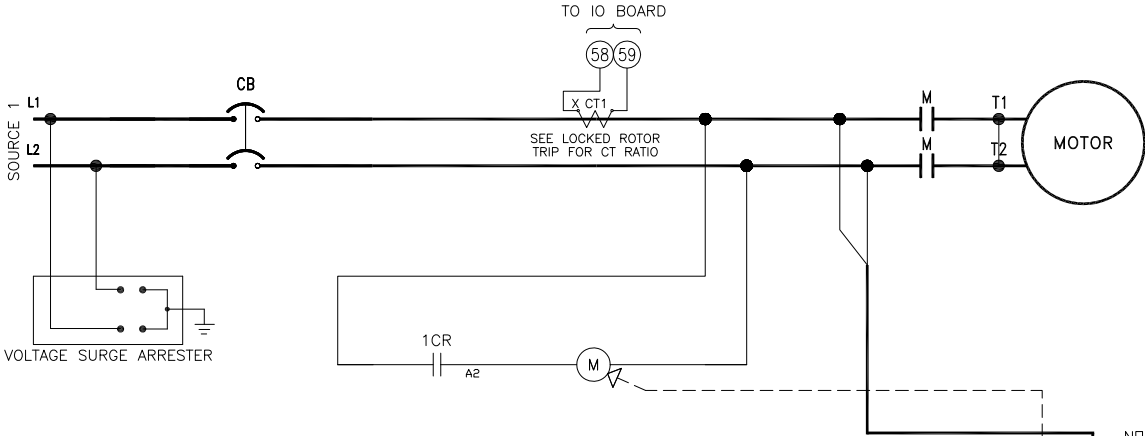 TO IO BOARD
58 59
CB
L1
SOURCE 1
X CT1
M
T1
SEE LOCKED ROTOR
TRIP FOR CT RATIO
L2
M
T2
MOTOR
VOLTAGE SURGE ARRESTER
1CR
A2
M